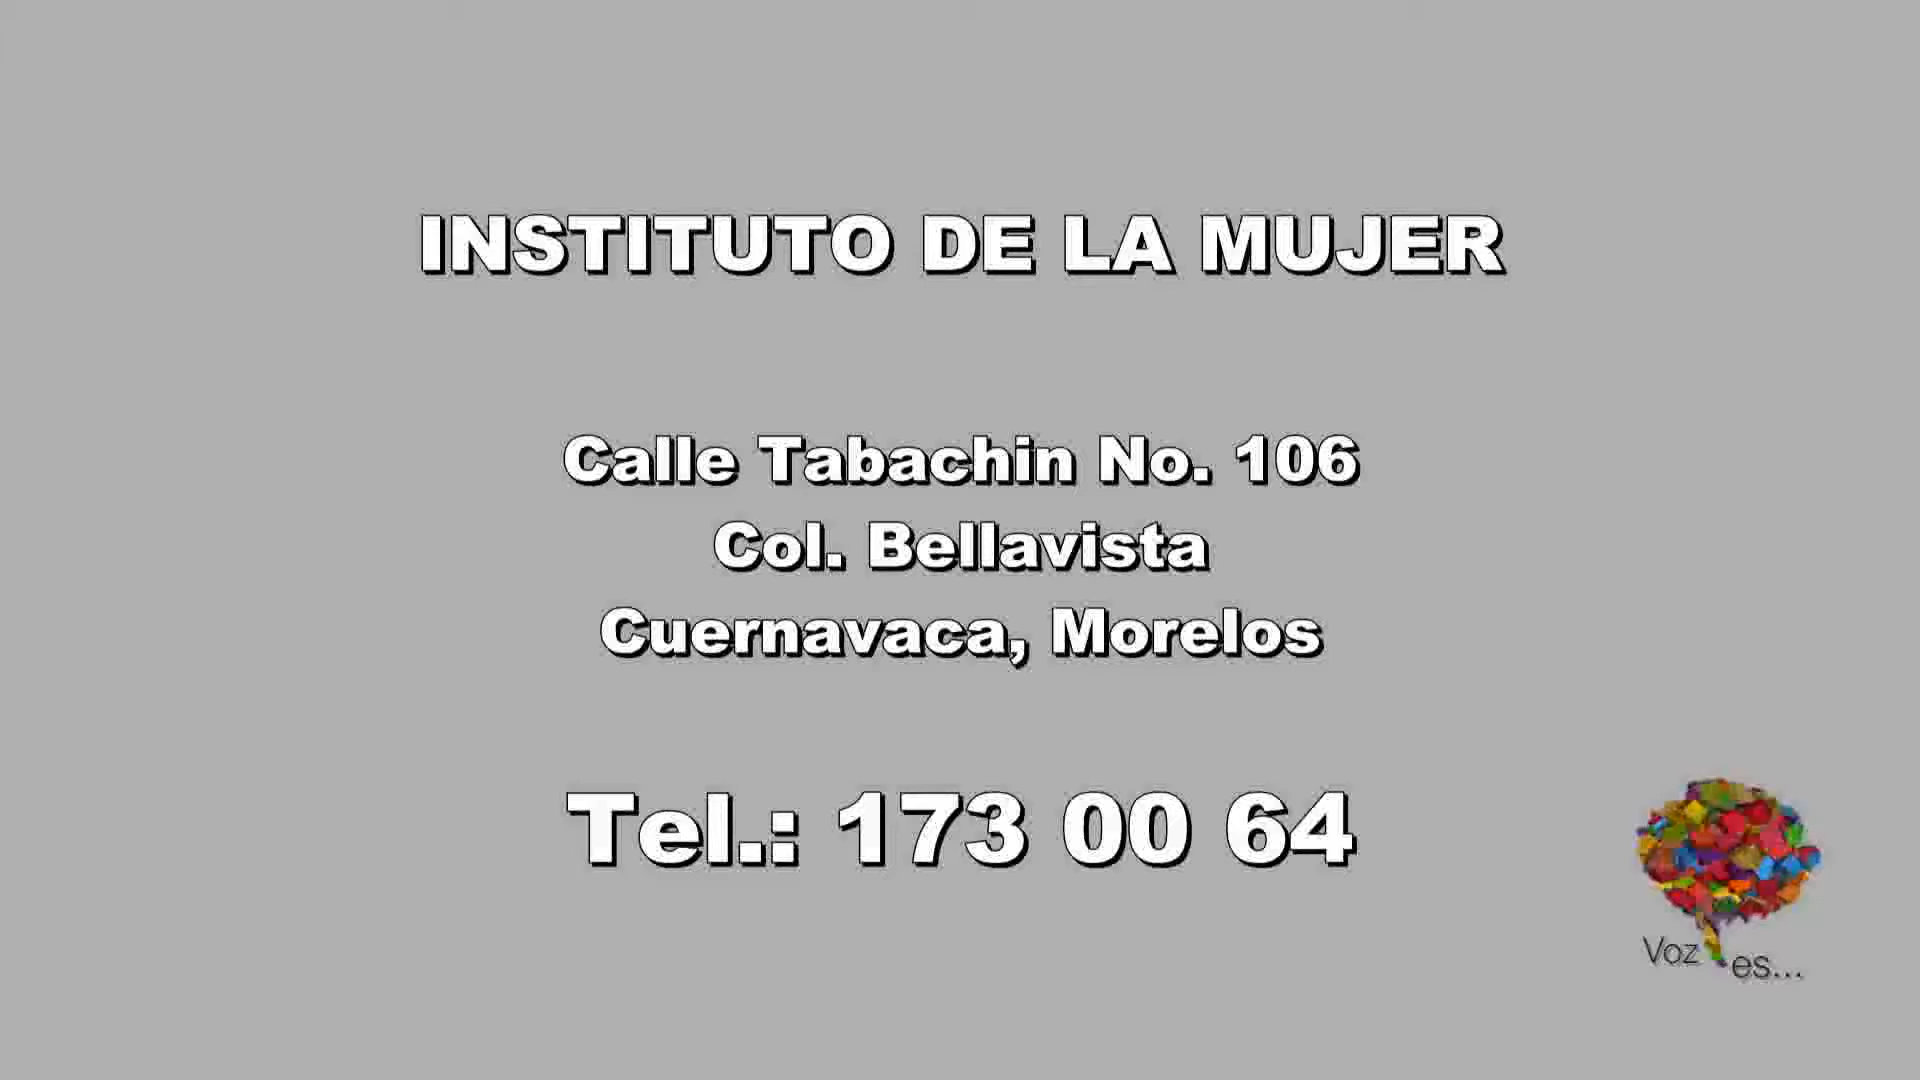 INSTITUTO DE LA MUJER
Calle Tabachin No. 106
Col. Bellavista
Cuernavaca, Morelos
Tel.: 173 00 64
Voz es...